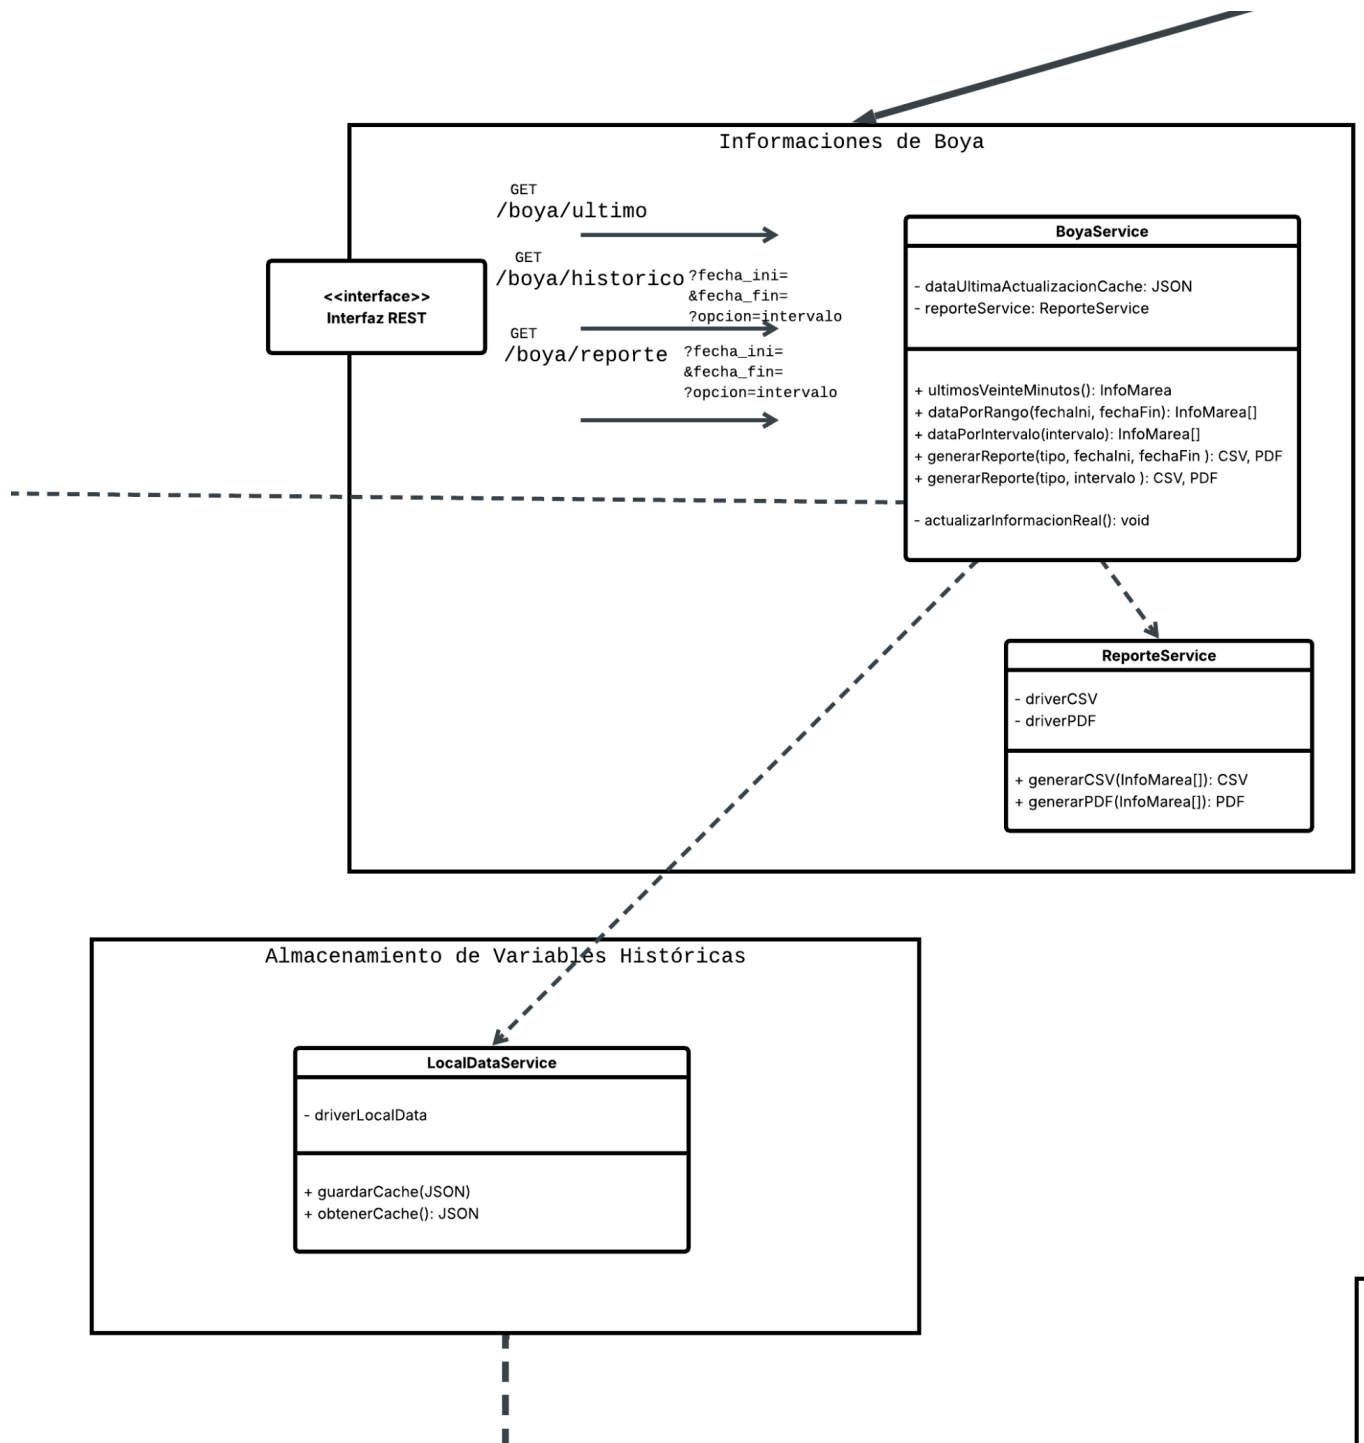 Informaciones de Boya
GET
/boya/ultimo
GET
/boya/historico ?fecha_ini=
&fecha_fin=
?opcion=intervalo
GET
/boya/reporte ?fecha_ini=
&fecha_fin=
?opcion=intervalo
<<interface>>
Interfaz REST
BoyaService
- dataUltimaActualizacionCache: JSON
- reporteService: ReporteService
+ ultimosVeinteMinutos(): InfoMarea
+ dataPorRango(fechaIni, fechaFin): InfoMarea[]
+ dataPorIntervalo(intervalo): InfoMarea[]
+ generarReporte(tipo, fechaIni, fechaFin ): CSV, PDF
+ generarReporte(tipo, intervalo ): CSV, PDF
- actualizarInformacionReal(): void
ReporteService
- driverCSV
- driverPDF
+ generarCSV(InfoMarea[]): CSV
+ generarPDF(InfoMarea[]): PDF
Almacenamiento de Variables Históricas
LocalDataService
- driverLocalData
+ guardarCache(JSON)
+ obtenerCache(): JSON